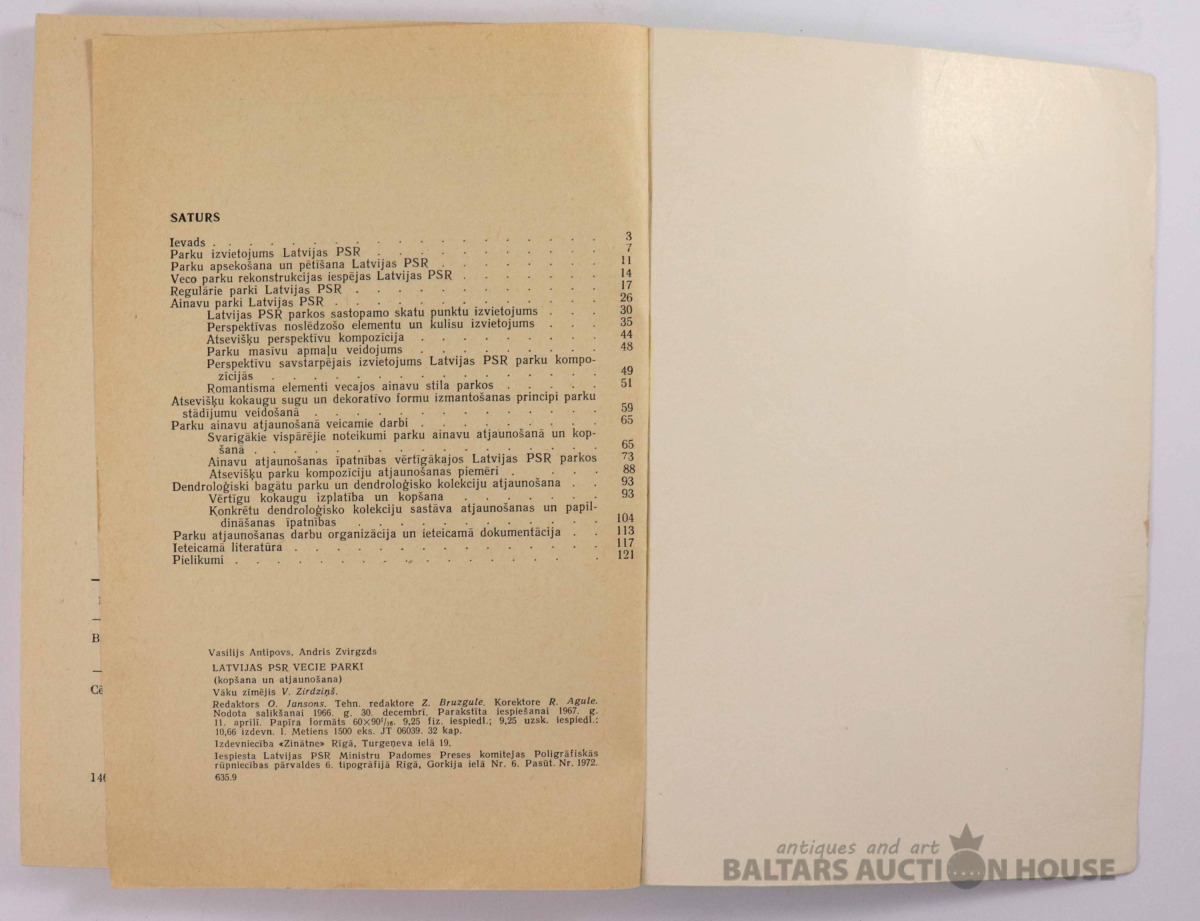 SATURS
Ievads . . . . . . . . . . . . . . . . 3
Parku izvietojums Latvijas PSR . . . . . . . . . 7
Parku apsekošana un pētīšana Latvijas PSR . . . . . . 11
Veco parku rekonstrukcijas iespējas Latvijas PSR . . . . . . 14
Regulārie parki Latvijas PSR . . . . . . . . . . 17
Ainavu parki Latvijas PSR . . . . . . . . . . . 26
Latvijas PSR parkos sastopamo skatu punktu izvietojums . . . 30
Perspektīvas noslēdzošo elementu un kulisu izvietojums . . . 35
Atsevišķu perspektīvu kompozīcija . . . . . . . 44
Parku masīvu apmaļu veidojums . . . . . . . . 48
Perspektīvu savstarpējais izvietojums Latvijas PSR parku kompo-
zīcijās . . . . . . . . . . . . . . 49
Romantisma elementi vecajos ainavu stila parkos . . . . . 51
Atsevišķu kokaugu sugu un dekoratīvo formu izmantošanas principi parku
stādījumu veidošanā . . . . . . . . . . . . 59
Parku ainavu atjaunošanā veicamie darbi . . . . . . . . 65
Svarīgākie vispārējie noteikumi parku ainavu atjaunošanā un kop-
šanā . . . . . . . . . . . . . . 65
Ainavu atjaunošanas īpatnības vērtīgākajos Latvijas PSR parkos 73
Atsevišķu parku kompozīciju atjaunošanas piemēri . . . . 88
Dendroloģiski bagātu parku un dendroloģisko kolekciju atjaunošana . . 93
Vērtīgu kokaugu izplatība un kopšana . . . . . . 93
Konkrētu dendroloģisko kolekciju sastāva atjaunošanas un papil-
dināšanas īpatnības . . . . . . . . . . 104
Parku atjaunošanas darbu organizācija un ieteicamā dokumentācija . . 113
Ieteicamā literatūra . . . . . . . . . . . . . 117
Pielikumi . . . . . . . . . . . . . . . 121
Vasilijs Antipovs, Andris Zvirgzds
LATVIJAS PSR VECIE PARKI
(kopšana un atjaunošana)
Vāku zīmējis V. Zirdziņš.
Redaktors O. Jansons. Tehn. redaktore Z. Bruzgule. Korektore R. Agule.
Nodota salikšanai 1966. g. 30. decembrī. Parakstīta iespiešanai 1967. g.
11. aprīlī. Papīra formāts 60×90¹/₁₆. 9,25 fiz. iespiedl.; 9,25 uzsk. iespiedl.;
10,66 izdevn. l. Metiens 1500 eks. JT 06039. 32 kap.
Izdevniecība «Zinātne» Rīgā, Turgeņeva ielā 19.
Iespiesta Latvijas PSR Ministru Padomes Preses komitejas Poligrāfiskās
rūpniecības pārvaldes 6. tipogrāfijā Rīgā, Gorkija ielā Nr. 6. Pasūt. Nr. 1972.
635.9
B
Cē
146
antiques and art
BALTARS AUCTION HOUSE